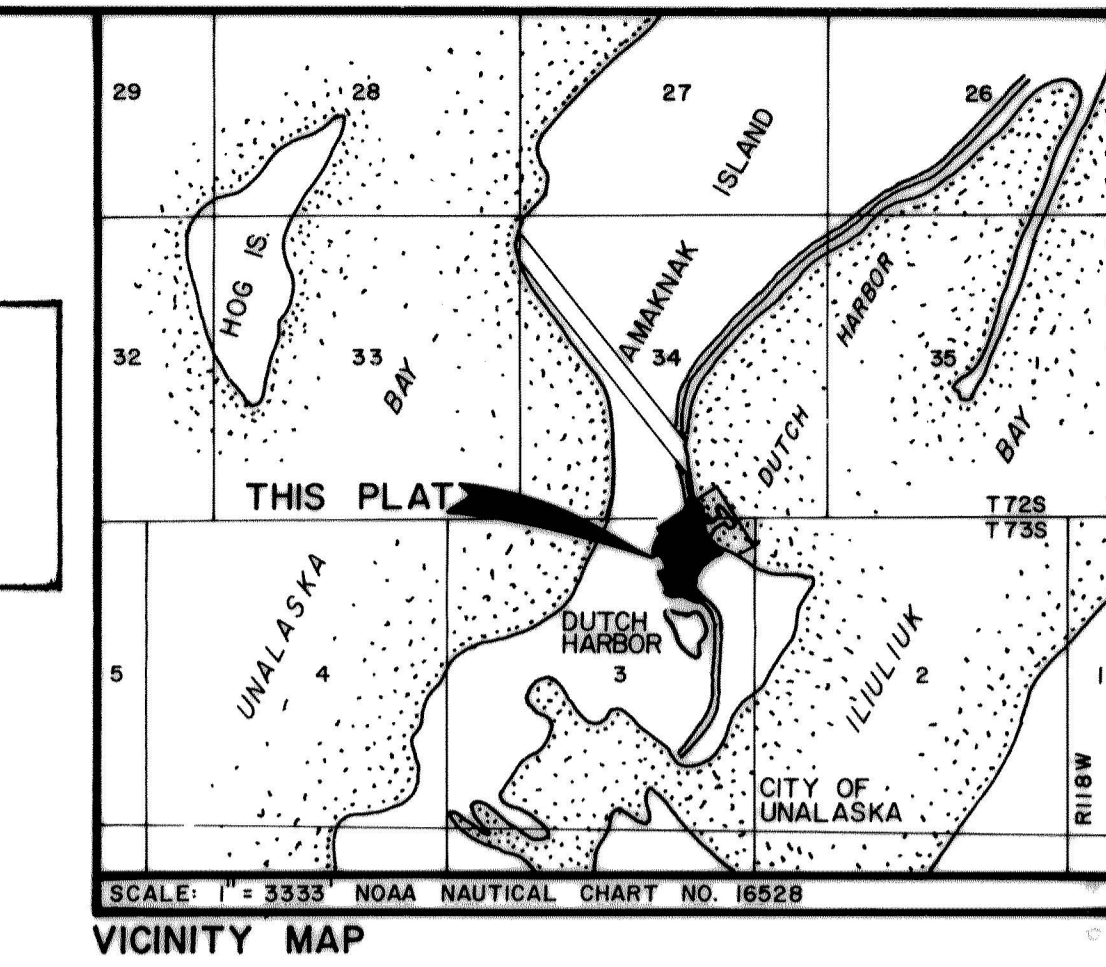 29
28
27
26
HOG IS.
AMAKNAK ISLAND
DUTCH HARBOR
32
33
34
35
BAY
BAY
THIS PLAT
T72S
T73S
UNALASKA
DUTCH
HARBOR
ILIULIUK
5
4
3
2
1
CITY OF
UNALASKA
R118W
SCALE: 1" = 3333' NOAA NAUTICAL CHART NO. 16528
VICINITY MAP